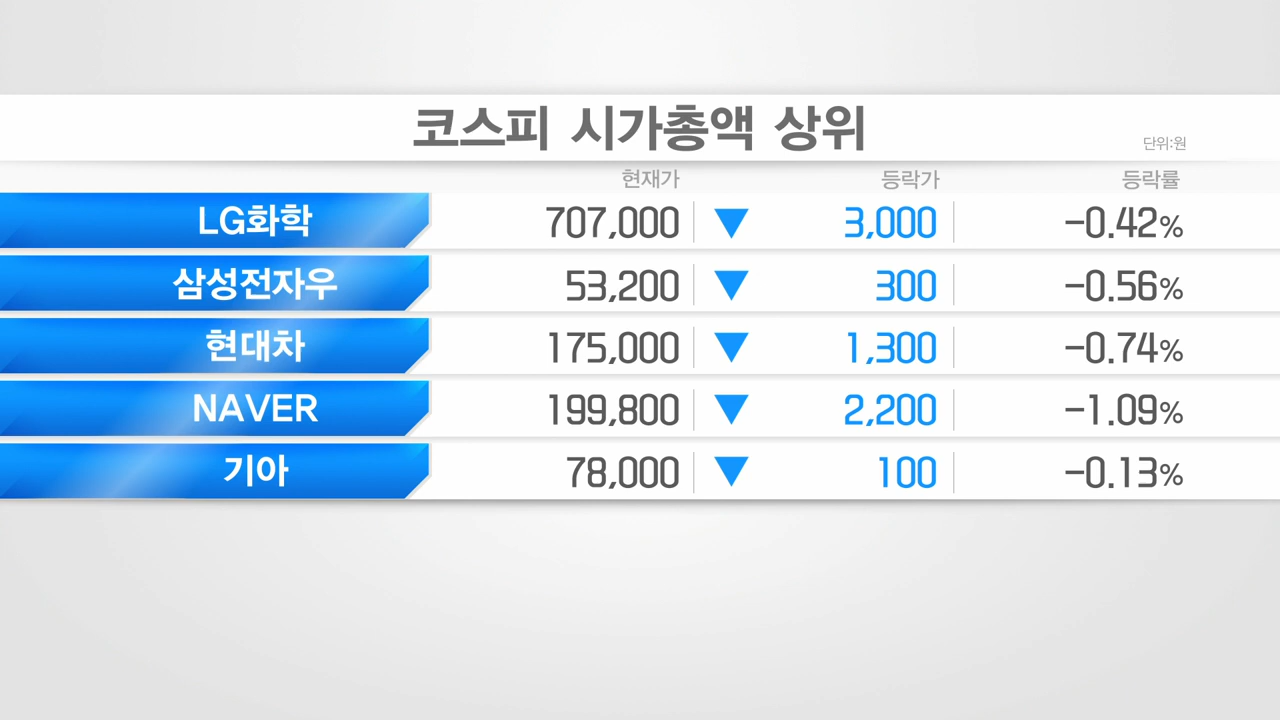 코스피 시가총액 상위
단위:원
현재가 등락가 등락률
LG화학 707,000 ▼ 3,000 -0.42%
삼성전자우 53,200 ▼ 300 -0.56%
현대차 175,000 ▼ 1,300 -0.74%
NAVER 199,800 ▼ 2,200 -1.09%
기아 78,000 ▼ 100 -0.13%